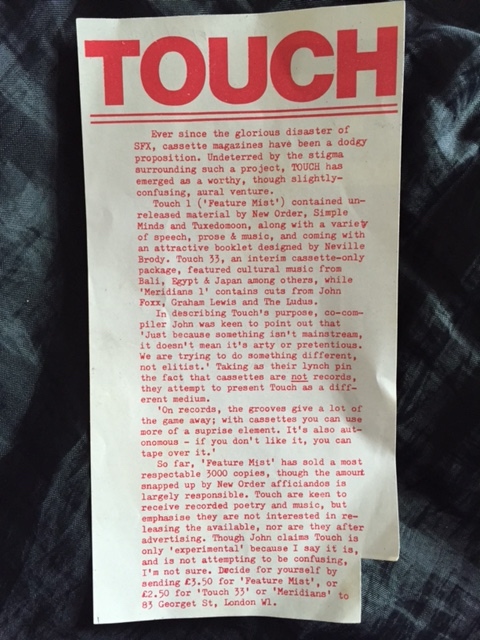 TOUCH
Ever since the glorious disaster of
SFX, cassette magazines have been a dodgy
proposition. Undeterred by the stigma
surrounding such a project, TOUCH has
emerged as a worthy, though slightly-
confusing, aural venture.
Touch 1 ('Feature Mist') contained un-
released material by New Order, Simple
Minds and Tuxedomoon, along with a variety
of speech, prose & music, and coming with
an attractive booklet designed by Neville
Brody. Touch 33, an interim cassette-only
package, featured cultural music from
Bali, Egypt & Japan among others, while
'Meridians 1' contains cuts from John
Foxx, Graham Lewis and The Ludus.
In describing Touch's purpose, co-com-
piler John was keen to point out that
'Just because something isn't mainstream,
it doesn't mean it's arty or pretentious.
We are trying to do something different,
not elitist.' Taking as their lynch pin
the fact that cassettes are not records,
they attempt to present Touch as a diff-
erent medium.
'On records, the grooves give a lot of
the game away; with cassettes you can use
more of a suprise element. It's also aut-
onomous - if you don't like it, you can
tape over it.'
So far, 'Feature Mist' has sold a most
respectable 3000 copies, though the amount
snapped up by New Order afficiandos is
largely responsible. Touch are keen to
receive recorded poetry and music, but
emphasise they are not interested in re-
leasing the available, nor are they after
advertising. Though John claims Touch is
only 'experimental' because I say it is,
and is not attempting to be confusing,
I'm not sure. Decide for yourself by
sending £3.50 for 'Feature Mist', or
£2.50 for 'Touch 33' or 'Meridians' to
83 Georget St, London W1.